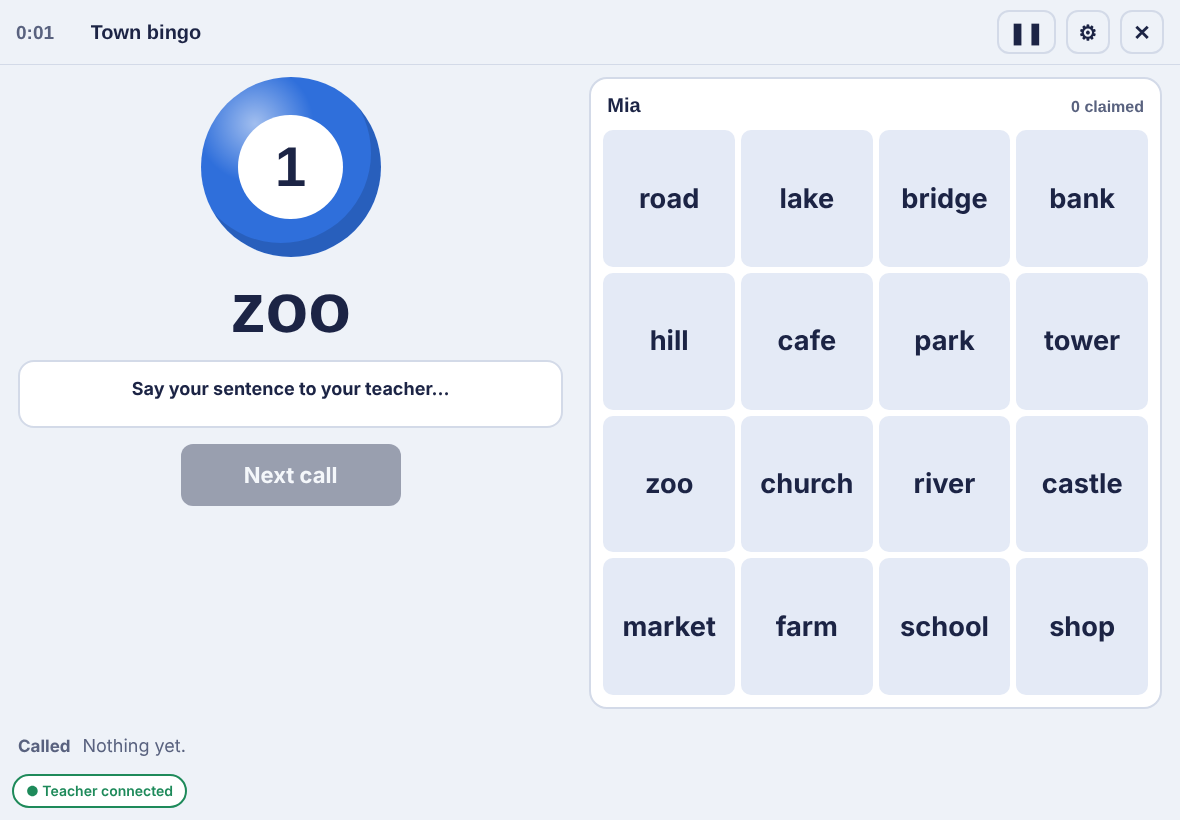 0:01 Town bingo
1
zoo
Say your sentence to your teacher...
Next call
Mia 0 claimed
road lake bridge bank
hill cafe park tower
zoo church river castle
market farm school shop
Called Nothing yet.
Teacher connected